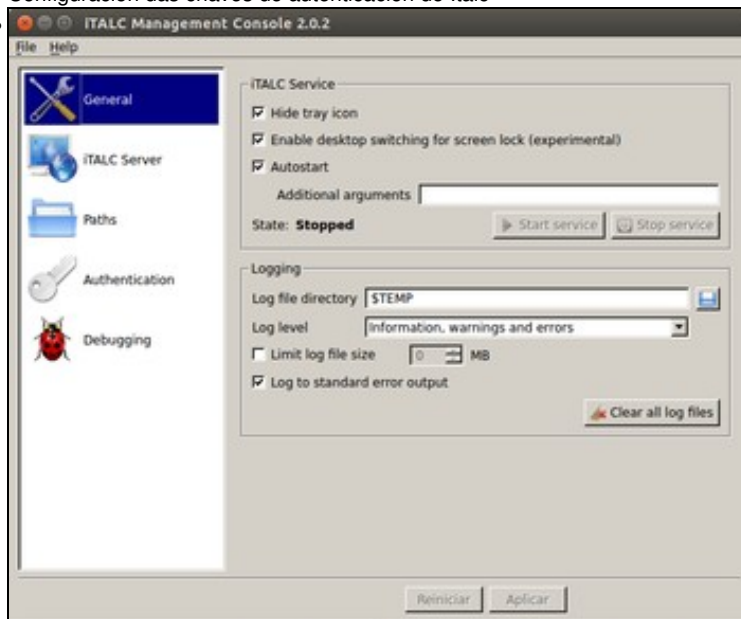 Configuración das chaves de autenticación de Italc
iTALC Management Console 2.0.2
File Help
General
iTALC Server
Paths
Authentication
Debugging
iTALC Service
Hide tray icon
Enable desktop switching for screen lock (experimental)
Autostart
Additional arguments
State: Stopped
Start service
Stop service
Logging
Log file directory $TEMP
Log level Information, warnings and errors
Limit log file size 0 MB
Log to standard error output
Clear all log files
Reiniciar Aplicar